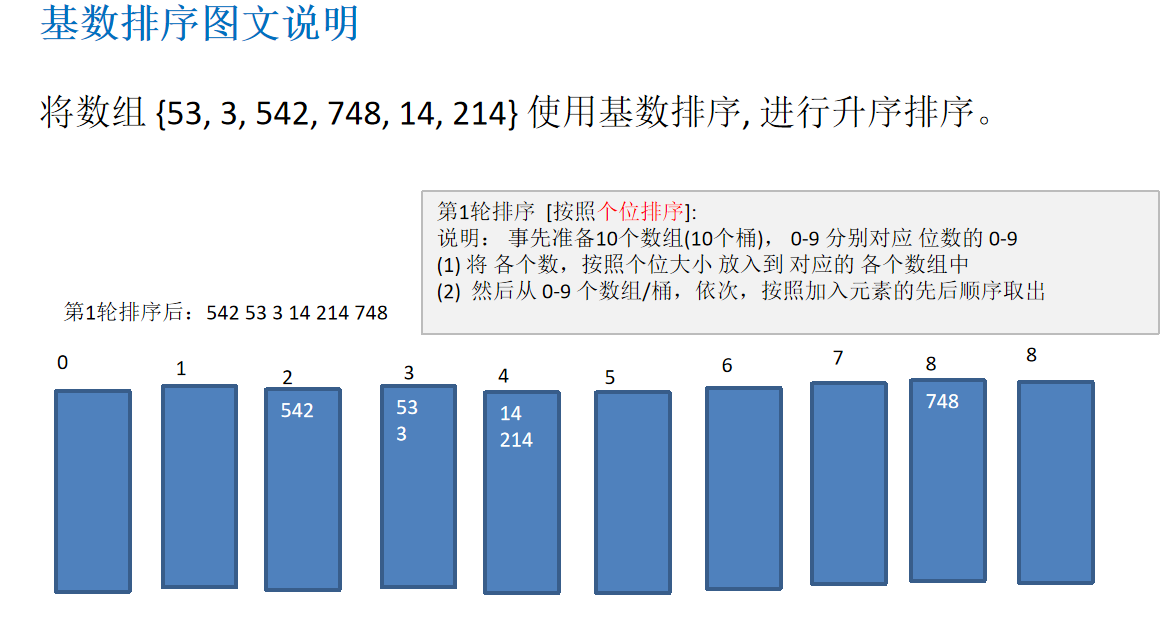 基数排序图文说明
将数组 {53, 3, 542, 748, 14, 214} 使用基数排序, 进行升序排序。
第1轮排序 [按照个位排序]:
说明： 事先准备10个数组(10个桶)， 0-9 分别对应 位数的 0-9
(1) 将 各个数，按照个位大小 放入到 对应的 各个数组中
(2) 然后从 0-9 个数组/桶，依次，按照加入元素的先后顺序取出
第1轮排序后：542 53 3 14 214 748
0 1 2 3 4 5 6 7 8 8
542 53 14 748
3 214